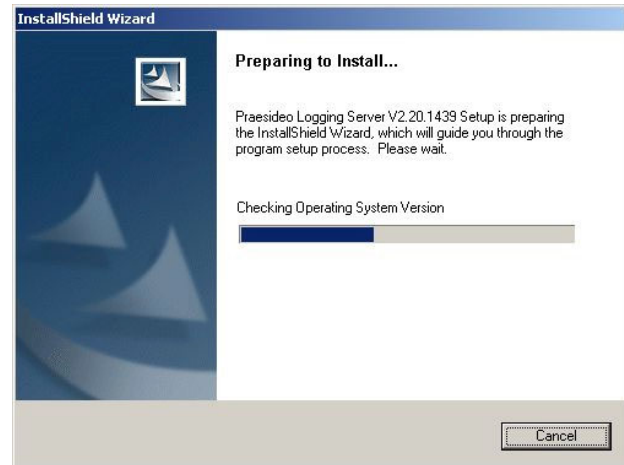 InstallShield Wizard
Preparing to Install...
Praesideo Logging Server V2.20.1439 Setup is preparing
the InstallShield Wizard, which will guide you through the
program setup process. Please wait.
Checking Operating System Version
Cancel